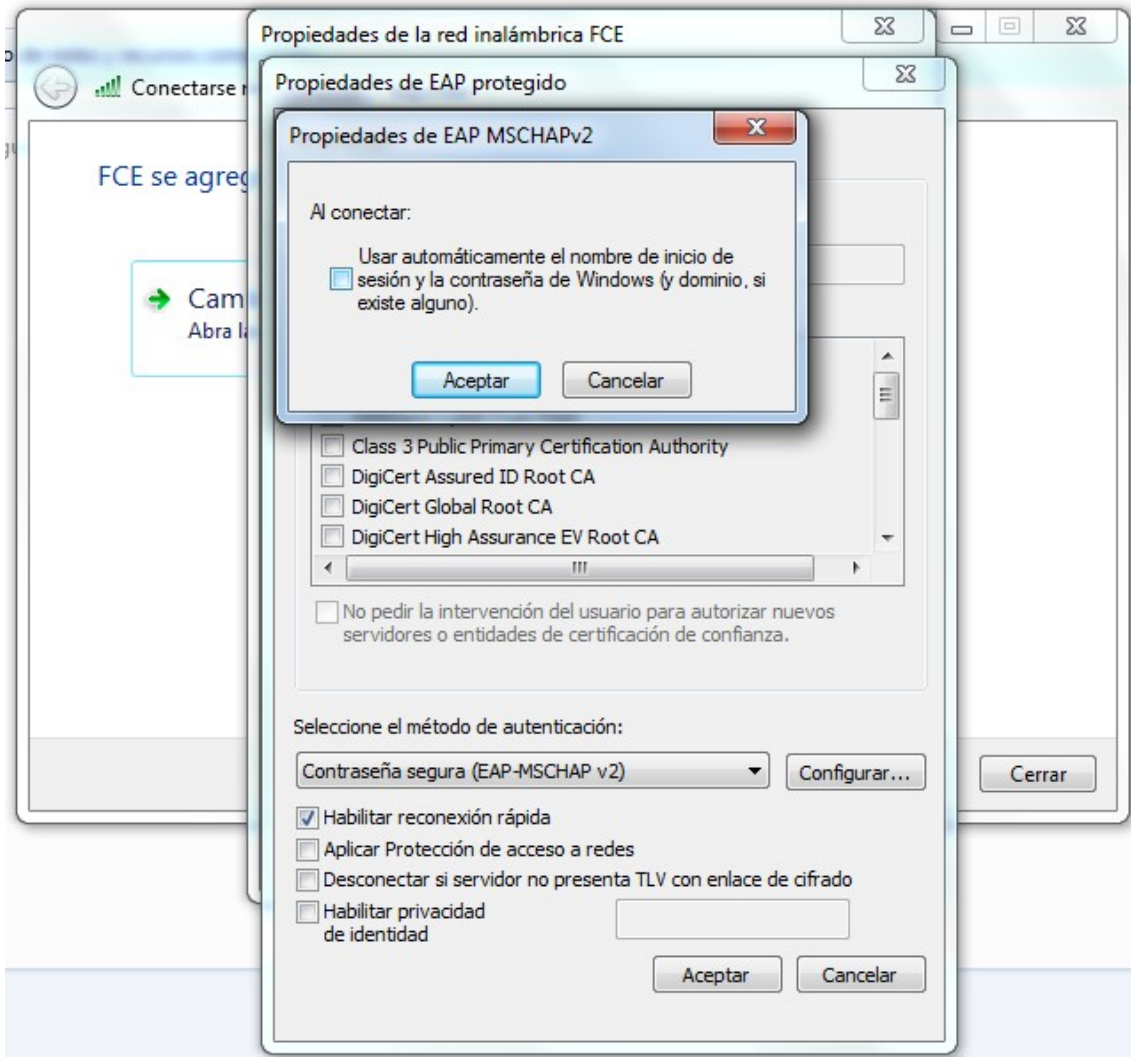 Propiedades de la red inalámbrica FCE
Conectarse
Propiedades de EAP protegido
Propiedades de EAP MSCHAPv2
FCE se
Al conectar:
Usar automáticamente el nombre de inicio de
sesión y la contraseña de Windows (y dominio, si
existe alguno).
Abra
Aceptar
Cancelar
Class 3 Public Primary Certification Authority
DigiCert Assured ID Root CA
DigiCert Global Root CA
DigiCert High Assurance EV Root CA
No pedir la intervención del usuario para autorizar nuevos
servidores o entidades de certificación de confianza.
Seleccione el método de autenticación:
Contraseña segura (EAP-MSCHAP v2)
Configurar...
Cerrar
Habilitar reconexión rápida
Aplicar Protección de acceso a redes
Desconectar si servidor no presenta TLV con enlace de cifrado
Habilitar privacidad
de identidad
Aceptar
Cancelar